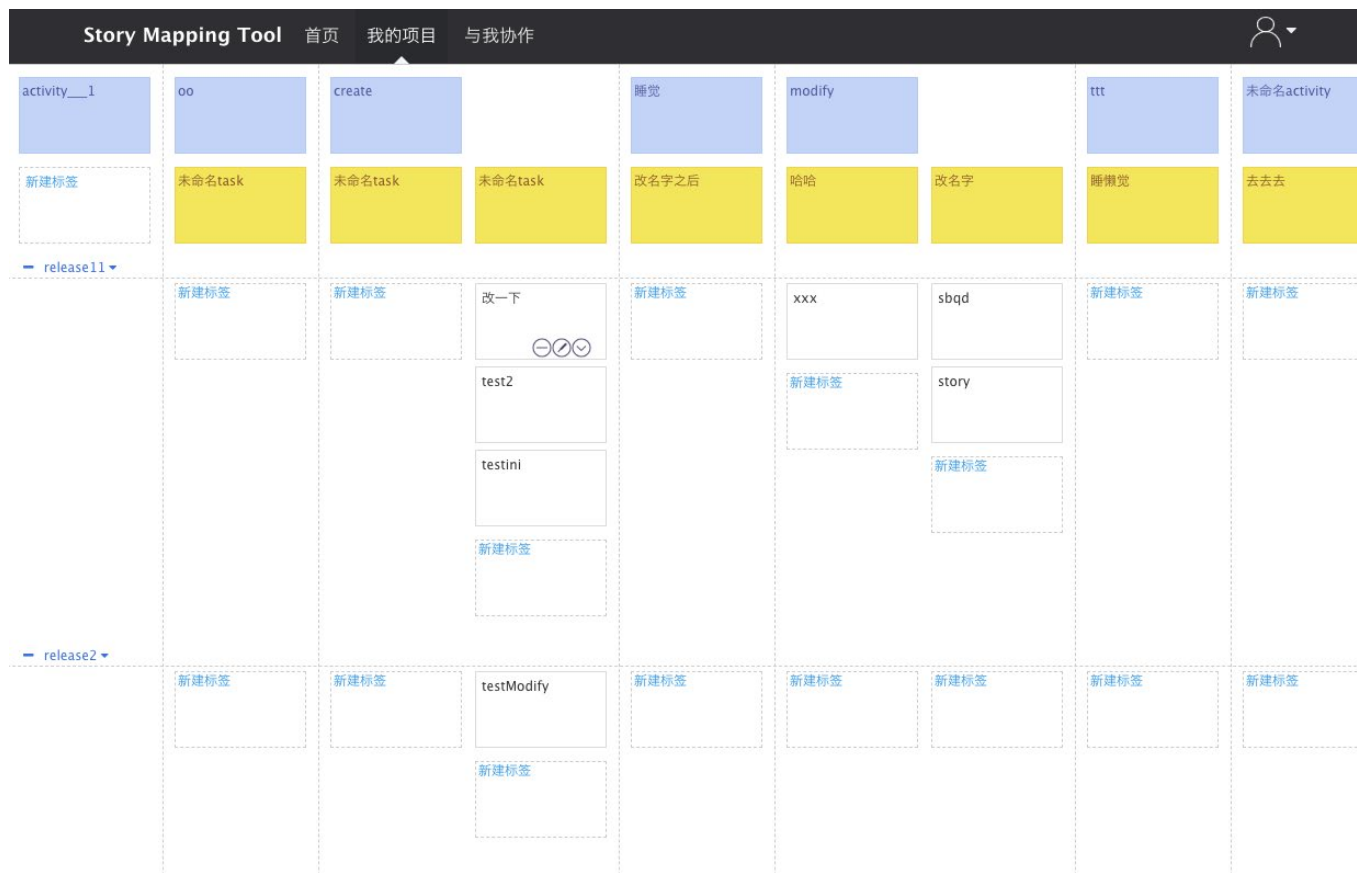 Story Mapping Tool 首页 我的项目 与我协作
activity___1 oo create 睡觉 modify ttt 未命名activity
新建标签 未命名task 未命名task 未命名task 改名字之后 哈哈 改名字 睡懒觉 去去去
release11
新建标签 新建标签 改一下 新建标签 xxx sbqd 新建标签 新建标签
test2 新建标签 story
testini 新建标签
新建标签
release2
新建标签 新建标签 testModify 新建标签 新建标签 新建标签 新建标签 新建标签
新建标签